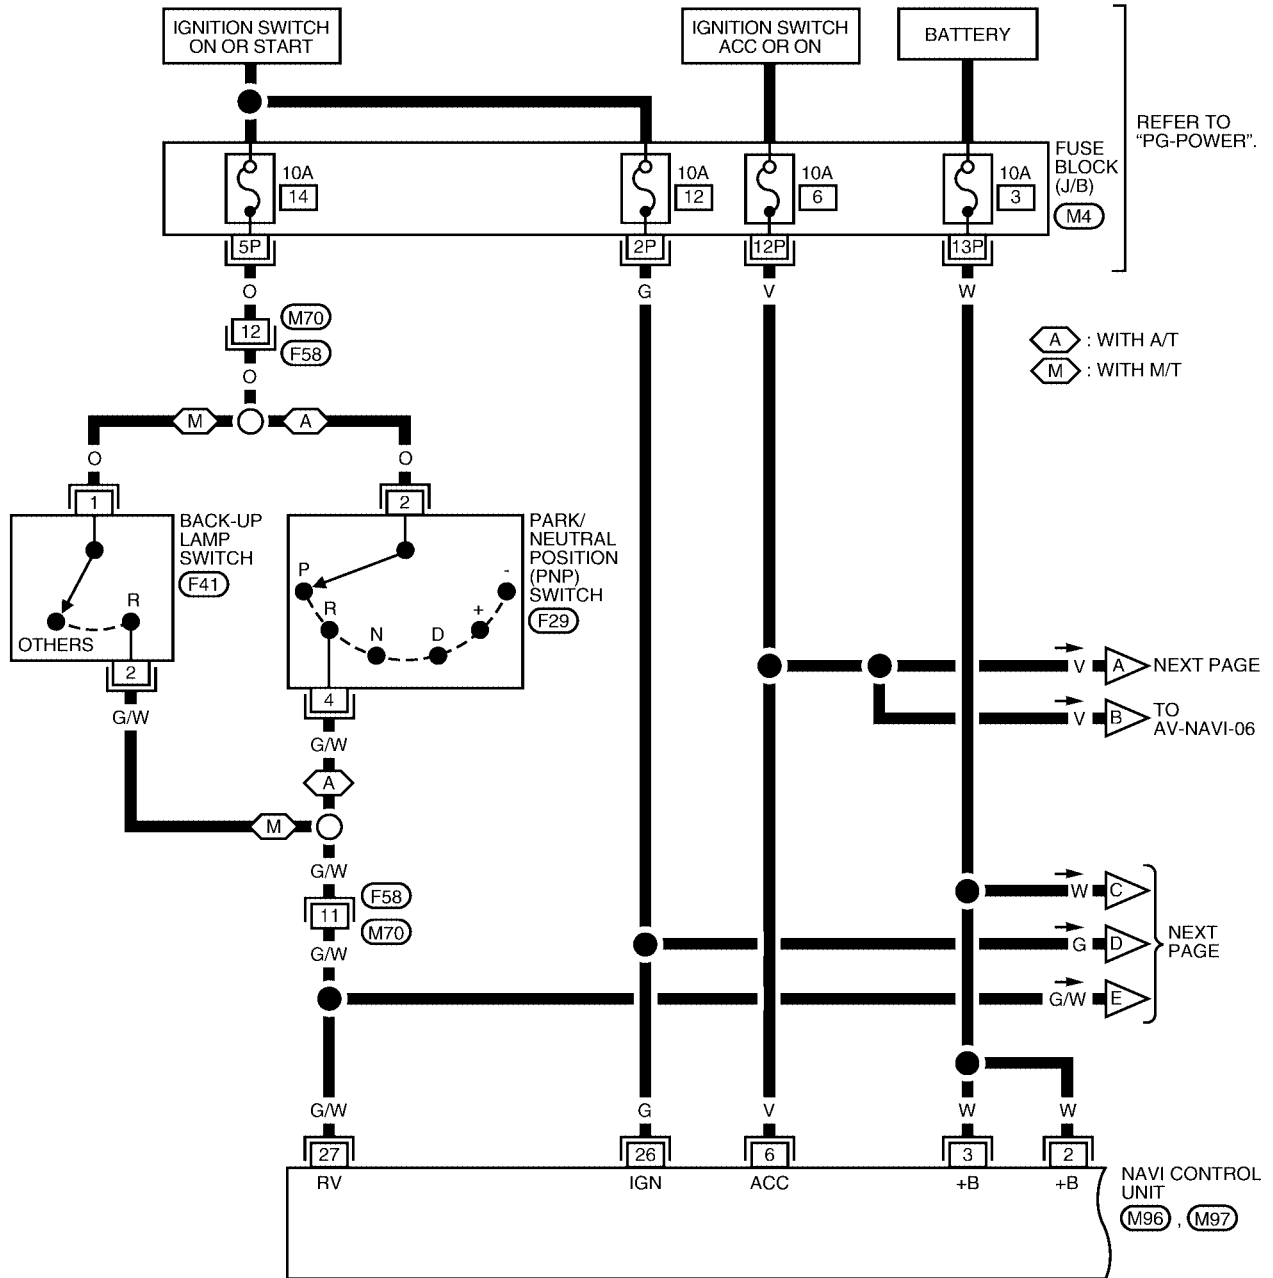 IGNITION SWITCH
ON OR START
IGNITION SWITCH
ACC OR ON
BATTERY
REFER TO
“PG-POWER”.
FUSE
BLOCK
(J/B)
M4
10A
14
10A
12
10A
6
10A
3
5P
2P
12P
13P
O
G
V
W
12
M70
F58
A : WITH A/T
M : WITH M/T
O
M
A
O
O
1
2
BACK-UP
LAMP
SWITCH
F41
OTHERS
R
2
PARK/
NEUTRAL
POSITION
(PNP)
SWITCH
F29
P
R
N
D
+
-
4
G/W
G/W
A
M
G/W
V
A
NEXT PAGE
V
B
TO
AV-NAVI-06
11
F58
M70
G/W
W
C
G
D
G/W
E
NEXT
PAGE
G/W
G
V
W
W
27
26
6
3
2
RV
IGN
ACC
+B
+B
NAVI CONTROL
UNIT
M96 , M97